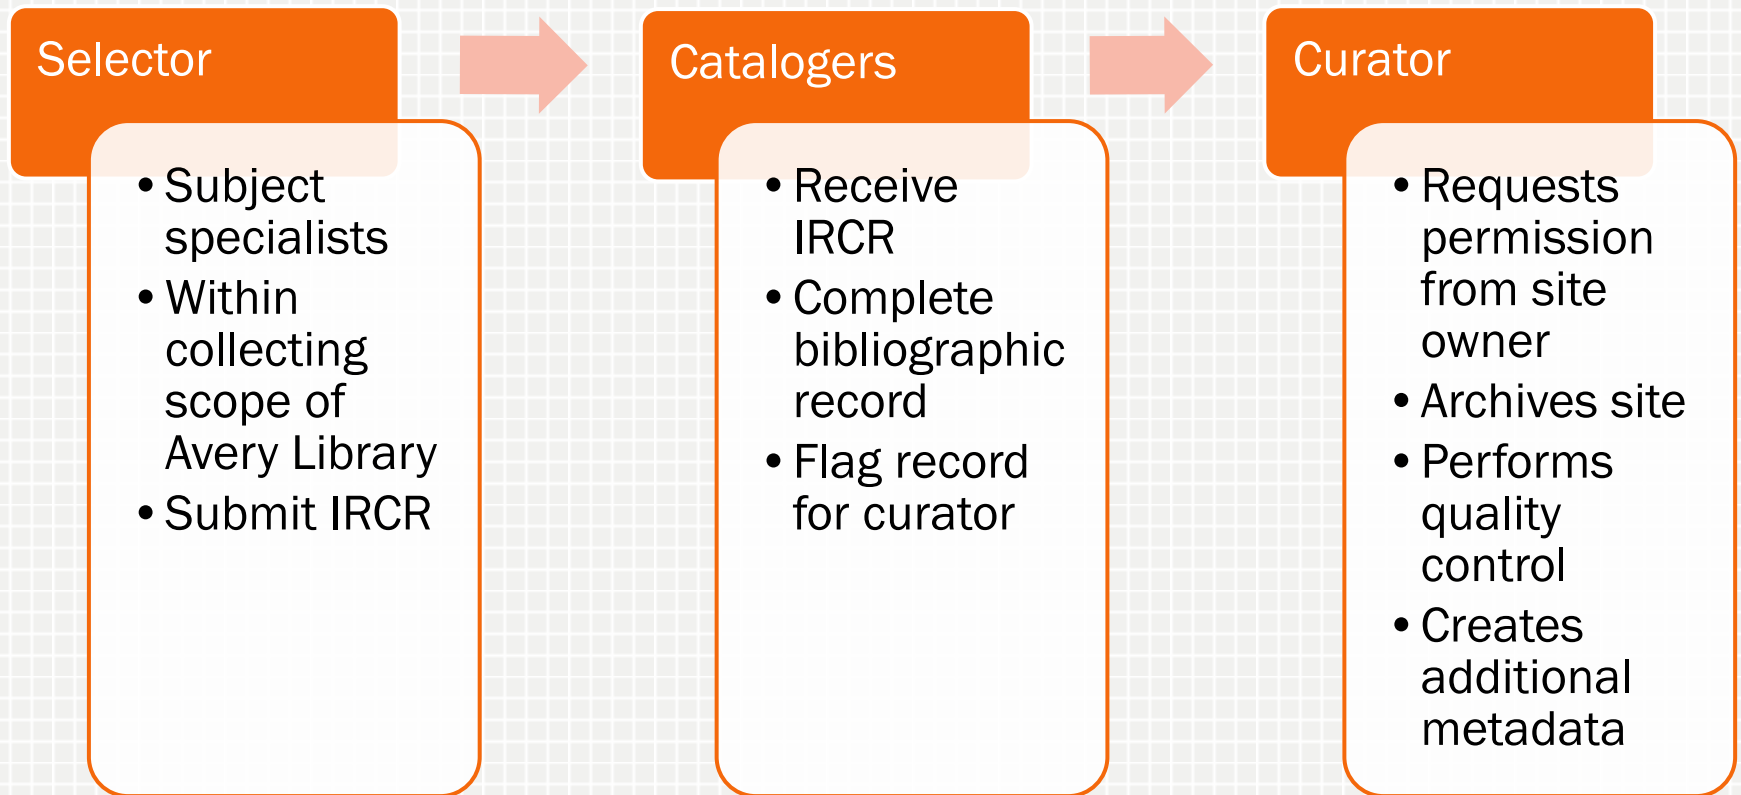 Selector
• Subject
specialists
• Within
collecting
scope of
Avery Library
• Submit IRCR
Catalogers
• Receive
IRCR
• Complete
bibliographic
record
• Flag record
for curator
Curator
• Requests
permission
from site
owner
• Archives site
• Performs
quality
control
• Creates
additional
metadata